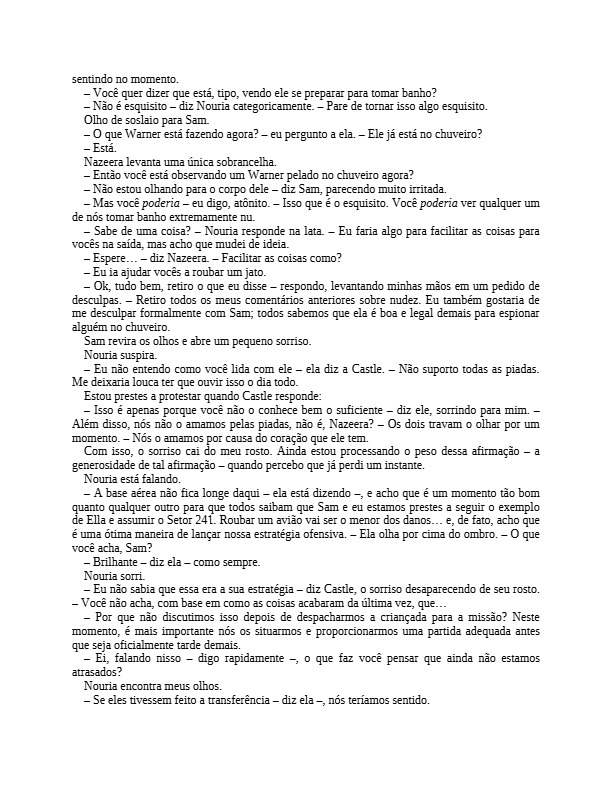 sentindo no momento.
– Você quer dizer que está, tipo, vendo ele se preparar para tomar banho?
– Não é esquisito – diz Nouria categoricamente. – Pare de tornar isso algo esquisito.
Olho de soslaio para Sam.
– O que Warner está fazendo agora? – eu pergunto a ela. – Ele já está no chuveiro?
– Está.
Nazeera levanta uma única sobrancelha.
– Então você está observando um Warner pelado no chuveiro agora?
– Não estou olhando para o corpo dele – diz Sam, parecendo muito irritada.
– Mas você poderia – eu digo, atônito. – Isso que é o esquisito. Você poderia ver qualquer um
de nós tomar banho extremamente nu.
– Sabe de uma coisa? – Nouria responde na lata. – Eu faria algo para facilitar as coisas para
vocês na saída, mas acho que mudei de ideia.
– Espere… – diz Nazeera. – Facilitar as coisas como?
– Eu ia ajudar vocês a roubar um jato.
– Ok, tudo bem, retiro o que eu disse – respondo, levantando minhas mãos em um pedido de
desculpas. – Retiro todos os meus comentários anteriores sobre nudez. Eu também gostaria de
me desculpar formalmente com Sam; todos sabemos que ela é boa e legal demais para espionar
alguém no chuveiro.
Sam revira os olhos e abre um pequeno sorriso.
Nouria suspira.
– Eu não entendo como você lida com ele – ela diz a Castle. – Não suporto todas as piadas.
Me deixaria louca ter que ouvir isso o dia todo.
Estou prestes a protestar quando Castle responde:
– Isso é apenas porque você não o conhece bem o suficiente – diz ele, sorrindo para mim. –
Além disso, nós não o amamos pelas piadas, não é, Nazeera? – Os dois travam o olhar por um
momento. – Nós o amamos por causa do coração que ele tem.
Com isso, o sorriso cai do meu rosto. Ainda estou processando o peso dessa afirmação – a
generosidade de tal afirmação – quando percebo que já perdi um instante.
Nouria está falando.
– A base aérea não fica longe daqui – ela está dizendo –, e acho que é um momento tão bom
quanto qualquer outro para que todos saibam que Sam e eu estamos prestes a seguir o exemplo
de Ella e assumir o Setor 241. Roubar um avião vai ser o menor dos danos… e, de fato, acho que
é uma ótima maneira de lançar nossa estratégia ofensiva. – Ela olha por cima do ombro. – O que
você acha, Sam?
– Brilhante – diz ela – como sempre.
Nouria sorri.
– Eu não sabia que essa era a sua estratégia – diz Castle, o sorriso desaparecendo de seu rosto.
– Você não acha, com base em como as coisas acabaram da última vez, que…
– Por que não discutimos isso depois de despacharmos a criançada para a missão? Neste
momento, é mais importante nós os situarmos e proporcionarmos uma partida adequada antes
que seja oficialmente tarde demais.
– Ei, falando nisso – digo rapidamente –, o que faz você pensar que ainda não estamos
atrasados?
Nouria encontra meus olhos.
– Se eles tivessem feito a transferência – diz ela –, nós teríamos sentido.